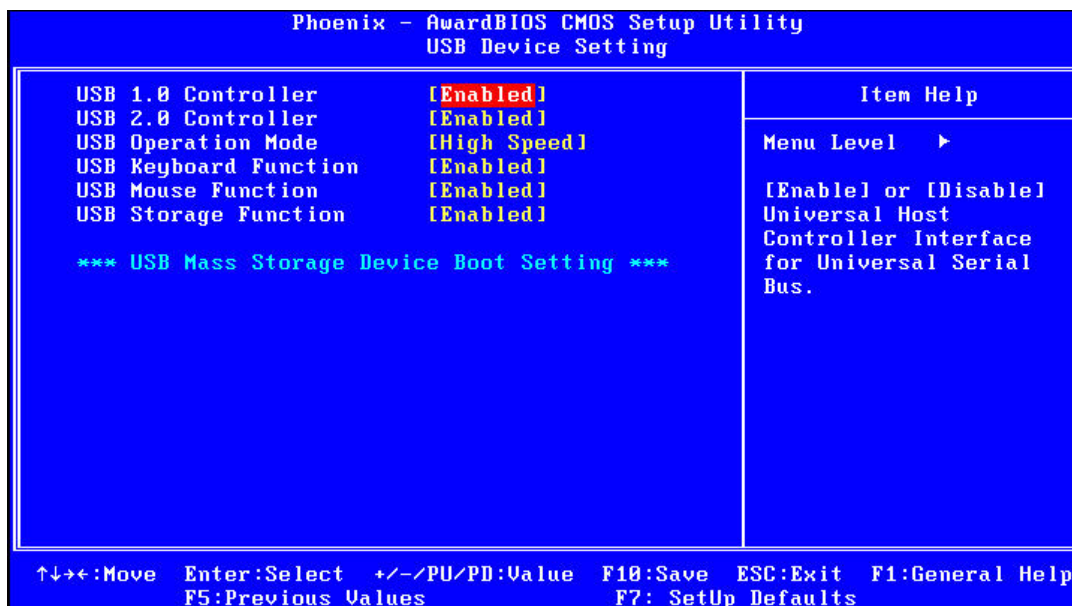 Phoenix - AwardBIOS CMOS Setup Utility
USB Device Setting
USB 1.0 Controller [Enabled]
USB 2.0 Controller [Enabled]
USB Operation Mode [High Speed]
USB Keyboard Function [Enabled]
USB Mouse Function [Enabled]
USB Storage Function [Enabled]
*** USB Mass Storage Device Boot Setting ***
Item Help
Menu Level ►
[Enable] or [Disable]
Universal Host
Controller Interface
for Universal Serial
Bus.
↑↓→←:Move Enter:Select +/-/PU/PD:Value F10:Save ESC:Exit F1:General Help
F5:Previous Values F7: SetUp Defaults